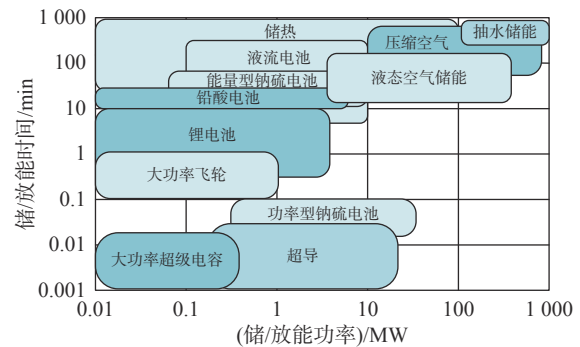 1 000
100
10
1
0.1
0.01
0.001
储/放能时间/min
储热
抽水储能
压缩空气
液流电池
能量型钠硫电池
液态空气储能
铅酸电池
锂电池
大功率飞轮
功率型钠硫电池
大功率超级电容
超导
0.01
0.1
1
10
100
1 000
(储/放能功率)/MW